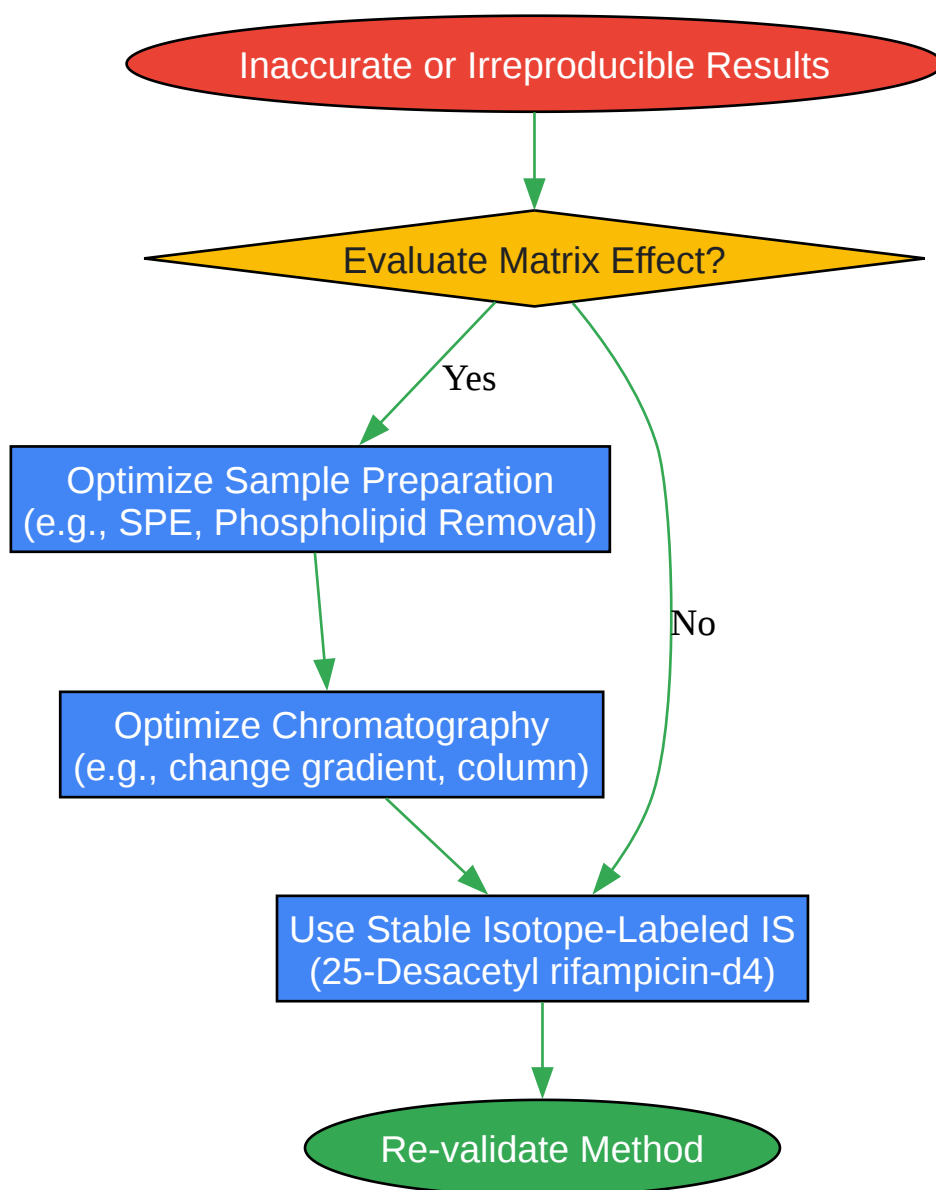 Inaccurate or Irreproducible Results
Evaluate Matrix Effect?
Yes
Optimize Sample Preparation
(e.g., SPE, Phospholipid Removal)
No
Optimize Chromatography
(e.g., change gradient, column)
Use Stable Isotope-Labeled IS
(25-Desacetyl rifampicin-d4)
Re-validate Method